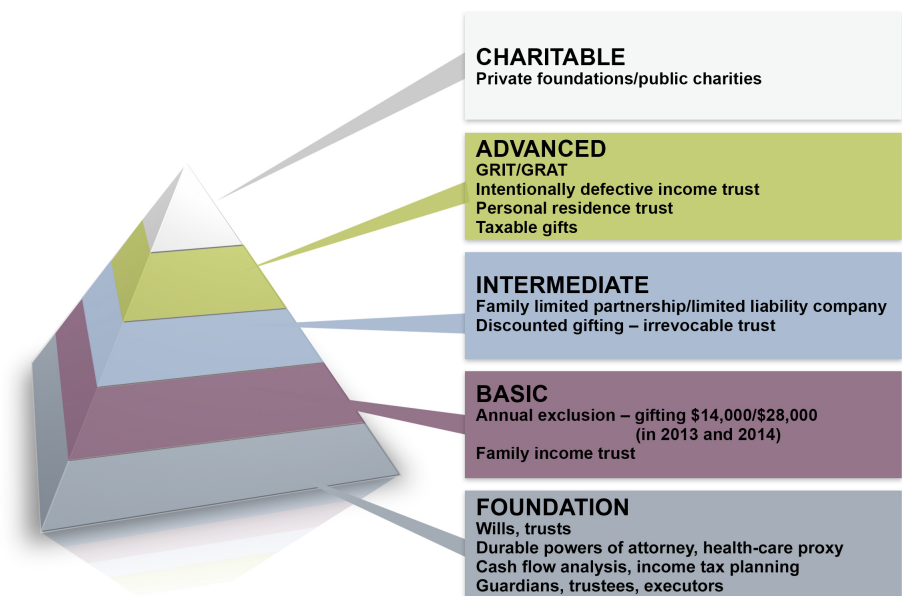 CHARITABLE
Private foundations/public charities
ADVANCED
GRIT/GRAT
Intentionally defective income trust
Personal residence trust
Taxable gifts
INTERMEDIATE
Family limited partnership/limited liability company
Discounted gifting – irrevocable trust
BASIC
Annual exclusion – gifting $14,000/$28,000
(in 2013 and 2014)
Family income trust
FOUNDATION
Wills, trusts
Durable powers of attorney, health-care proxy
Cash flow analysis, income tax planning
Guardians, trustees, executors